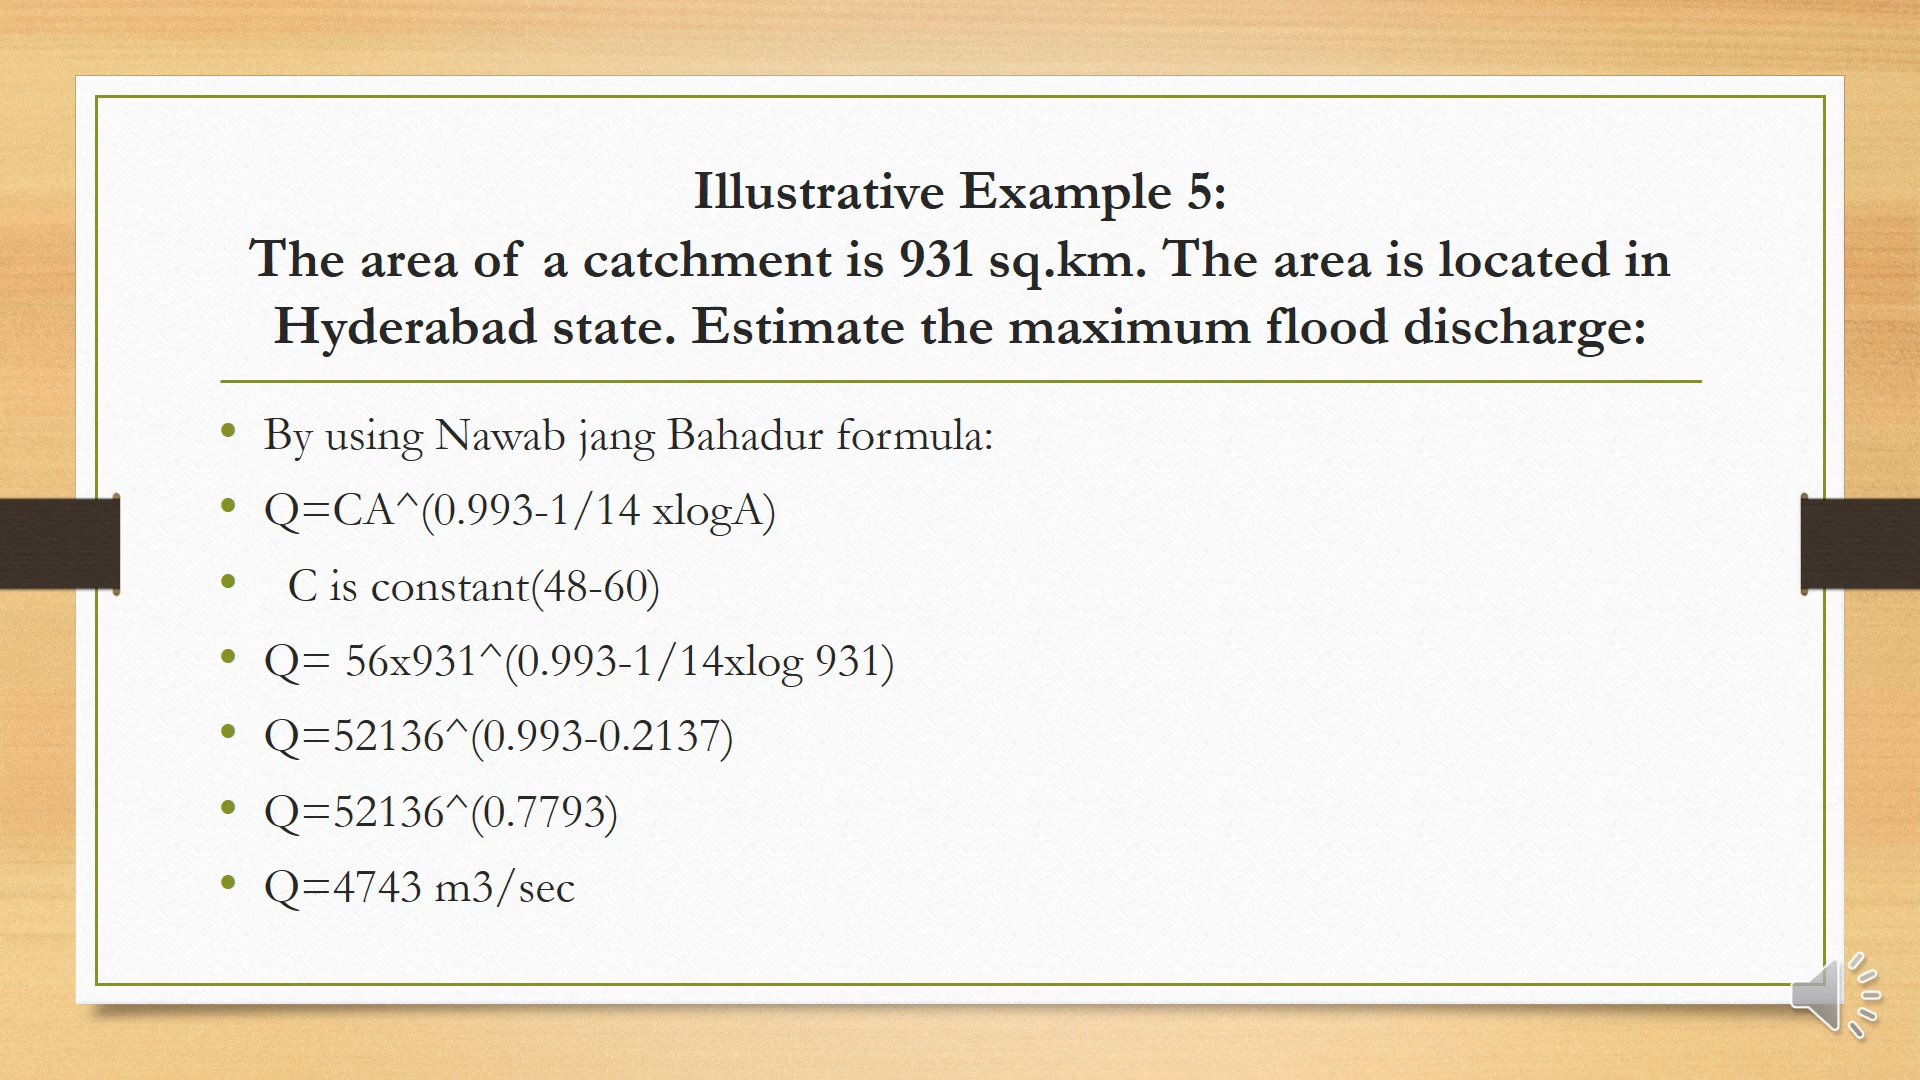 Illustrative Example 5:
The area of a catchment is 931 sq.km. The area is located in
Hyderabad state. Estimate the maximum flood discharge:
• By using Nawab jang Bahadur formula:
• Q=CA^(0.993-1/14 xlogA)
• C is constant(48-60)
• Q= 56x931^(0.993-1/14xlog 931)
• Q=52136^(0.993-0.2137)
• Q=52136^(0.7793)
• Q=4743 m3/sec